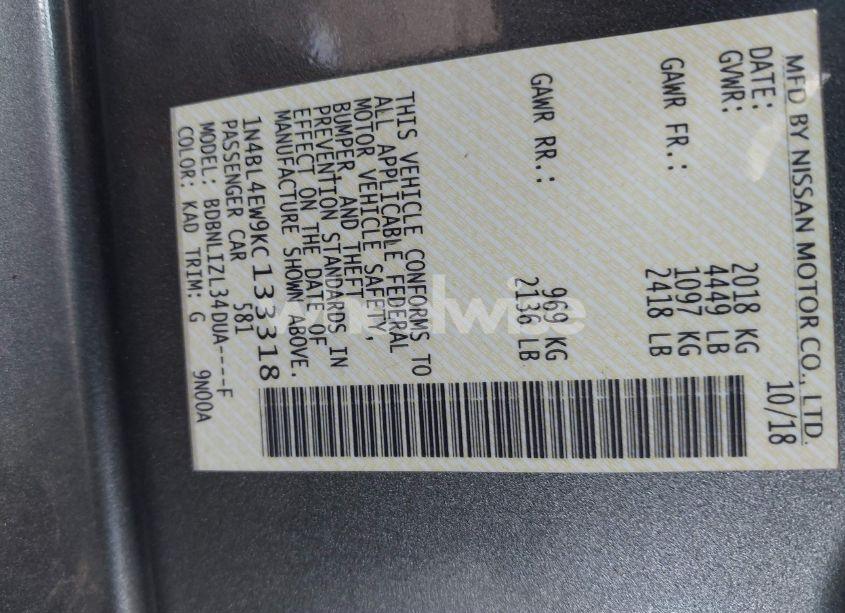 MFD BY NISSAN MOTOR CO., LTD.
DATE: 10/18
GVWR: 2018 KG
4449 LB
GAWR FR.: 1097 KG
2418 LB
GAWR RR.: 969 KG
2136 LB
THIS VEHICLE CONFORMS TO
ALL APPLICABLE FEDERAL
MOTOR VEHICLE SAFETY,
BUMPER, AND THEFT
PREVENTION STANDARDS IN
EFFECT ON THE DATE OF
MANUFACTURE SHOWN ABOVE.
1N4BL4EW9KC133318
PASSENGER CAR 581
MODEL: BDBNLIZL34DUA----F
COLOR: KAD TRIM: G 9N00A